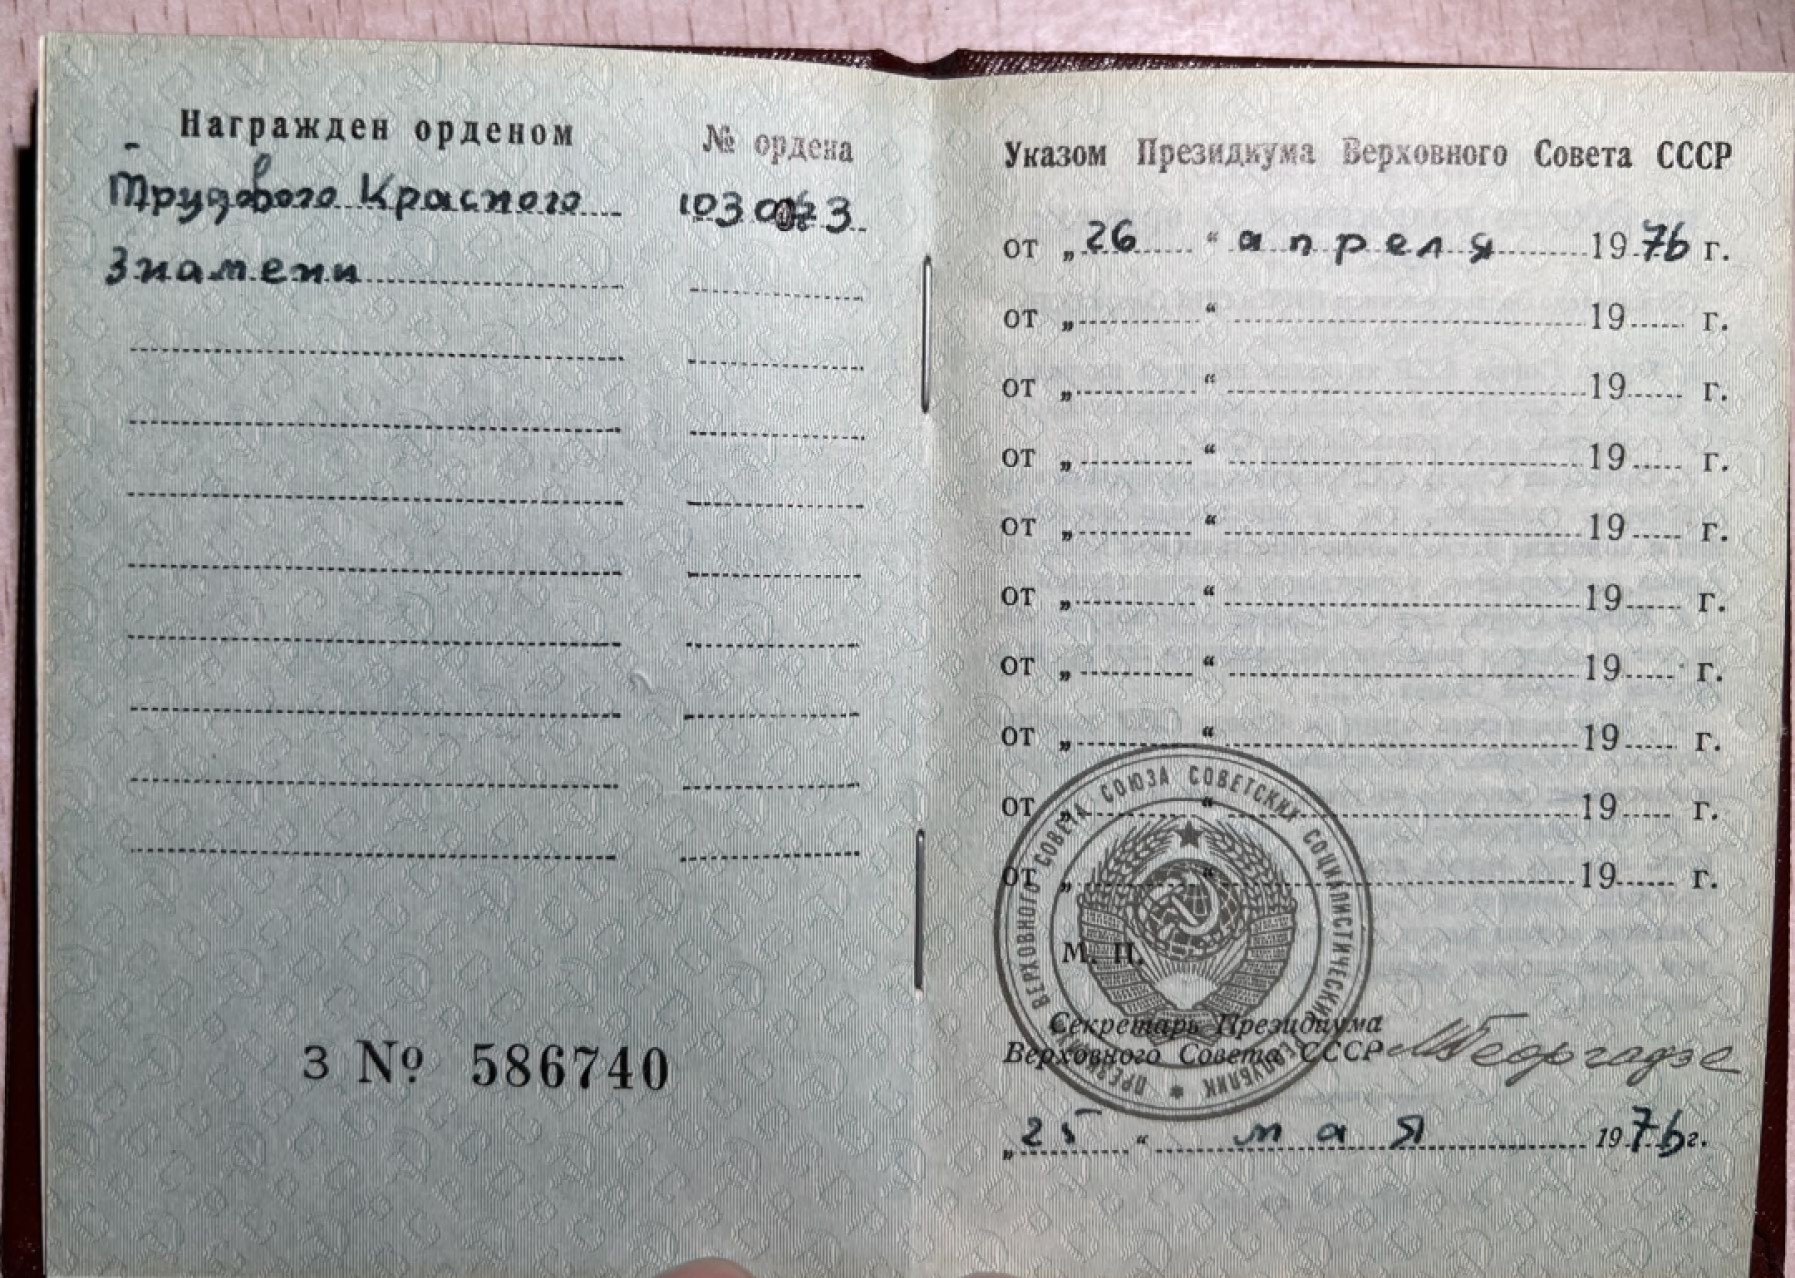 Награжден орденом № ордена
Трудового Красного
Знамени
З № 586740
Указом Президиума Верховного Совета СССР
от „ 26 “ апреля 1976 г.
от „ “ 19 г.
от „ “ 19 г.
от „ “ 19 г.
от „ “ 19 г.
от „ “ 19 г.
от „ “ 19 г.
от „ “ 19 г.
от „ “ 19 г.
от „ “ 19 г.
М. П.
ПРЕЗИДИУМ ВЕРХОВНОГО СОВЕТА СОЮЗА СОВЕТСКИХ СОЦИАЛИСТИЧЕСКИХ РЕСПУБЛИК
Секретарь Президиума
Верховного Совета СССР МГеоргадзе
„ 25 “ мая 1976 г.